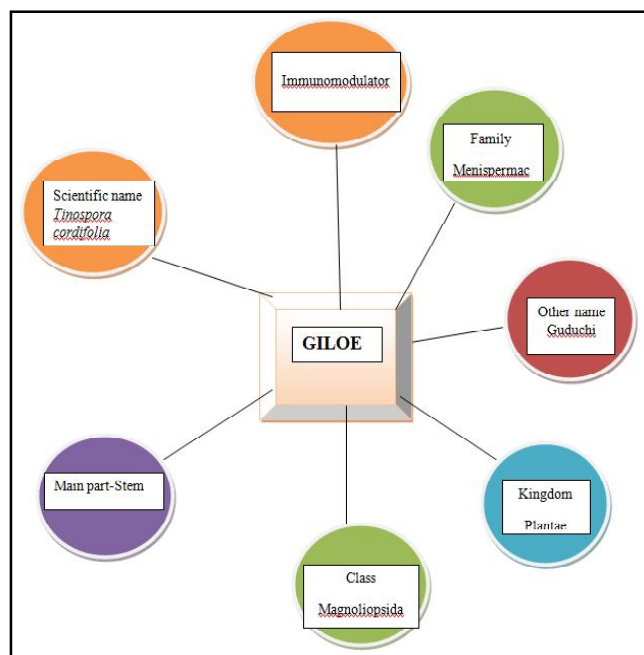 Immunomodulator
Family
Menispermac
Scientific name
Tinospora
cordifolia
Other name
Guduchi
GILOE
Main part-Stem
Kingdom
Plantae
Class
Magnoliopsida